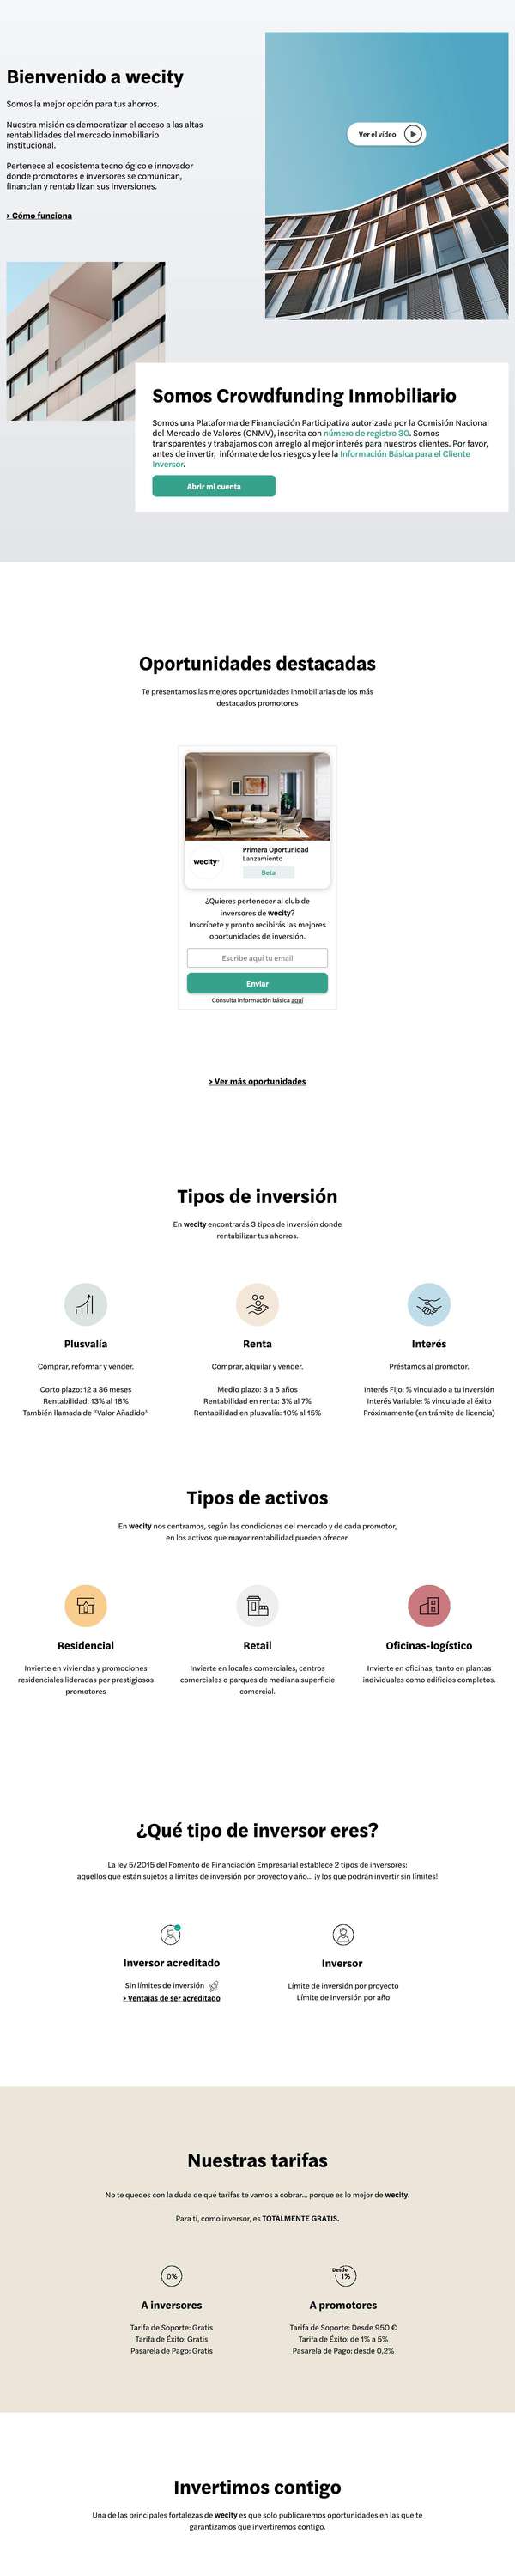 Bienvenido a wecity
Somos la mejor opción para tus ahorros.
Nuestra misión es democratizar el acceso a las altas
rentabilidades del mercado inmobiliario
institucional.
Pertenece al ecosistema tecnológico e innovador
donde promotores e inversores se comunican,
financian y rentabilizan sus inversiones.
> Cómo funciona
Ver el vídeo
Somos Crowdfunding Inmobiliario
Somos una Plataforma de Financiación Participativa autorizada por la Comisión Nacional
del Mercado de Valores (CNMV), inscrita con número de registro 30. Somos
transparentes y trabajamos con arreglo al mejor interés para nuestros clientes. Por favor,
antes de invertir, infórmate de los riesgos y lee la Información Básica para el Cliente
Inversor.
Abrir mi cuenta
Oportunidades destacadas
Te presentamos las mejores oportunidades inmobiliarias de los más
destacados promotores
wecity
Primera Oportunidad
Lanzamiento
Beta
¿Quieres pertenecer al club de
inversores de wecity?
Inscríbete y pronto recibirás las mejores
oportunidades de inversión.
Escribe aquí tu email
Enviar
Consulta información básica aquí
> Ver más oportunidades
Tipos de inversión
En wecity encontrarás 3 tipos de inversión donde
rentabilizar tus ahorros.
Plusvalía
Comprar, reformar y vender.
Corto plazo: 12 a 36 meses
Rentabilidad: 13% al 18%
También llamada de "Valor Añadido"
Renta
Comprar, alquilar y vender.
Medio plazo: 3 a 5 años
Rentabilidad en renta: 3% al 7%
Rentabilidad en plusvalía: 10% al 15%
Interés
Préstamos al promotor.
Interés Fijo: % vinculado a tu inversión
Interés Variable: % vinculado al éxito
Próximamente (en trámite de licencia)
Tipos de activos
En wecity nos centramos, según las condiciones del mercado y de cada promotor,
en los activos que mayor rentabilidad pueden ofrecer.
Residencial
Invierte en viviendas y promociones
residenciales lideradas por prestigiosos
promotores
Retail
Invierte en locales comerciales, centros
comerciales o parques de mediana superficie
comercial.
Oficinas-logístico
Invierte en oficinas, tanto en plantas
individuales como edificios completos.
¿Qué tipo de inversor eres?
La ley 5/2015 del Fomento de Financiación Empresarial establece 2 tipos de inversores:
aquellos que están sujetos a límites de inversión por proyecto y año... ¡y los que podrán invertir sin límites!
Inversor acreditado
Sin límites de inversión
> Ventajas de ser acreditado
Inversor
Límite de inversión por proyecto
Límite de inversión por año
Nuestras tarifas
No te quedes con la duda de qué tarifas te vamos a cobrar... porque es lo mejor de wecity.
Para ti, como inversor, es TOTALMENTE GRATIS.
0%
A inversores
Tarifa de Soporte: Gratis
Tarifa de Éxito: Gratis
Pasarela de Pago: Gratis
Desde
1%
A promotores
Tarifa de Soporte: Desde 950 €
Tarifa de Éxito: de 1% a 5%
Pasarela de Pago: desde 0,2%
Invertimos contigo
Una de las principales fortalezas de wecity es que solo publicaremos oportunidades en las que te
garantizamos que invertiremos contigo.